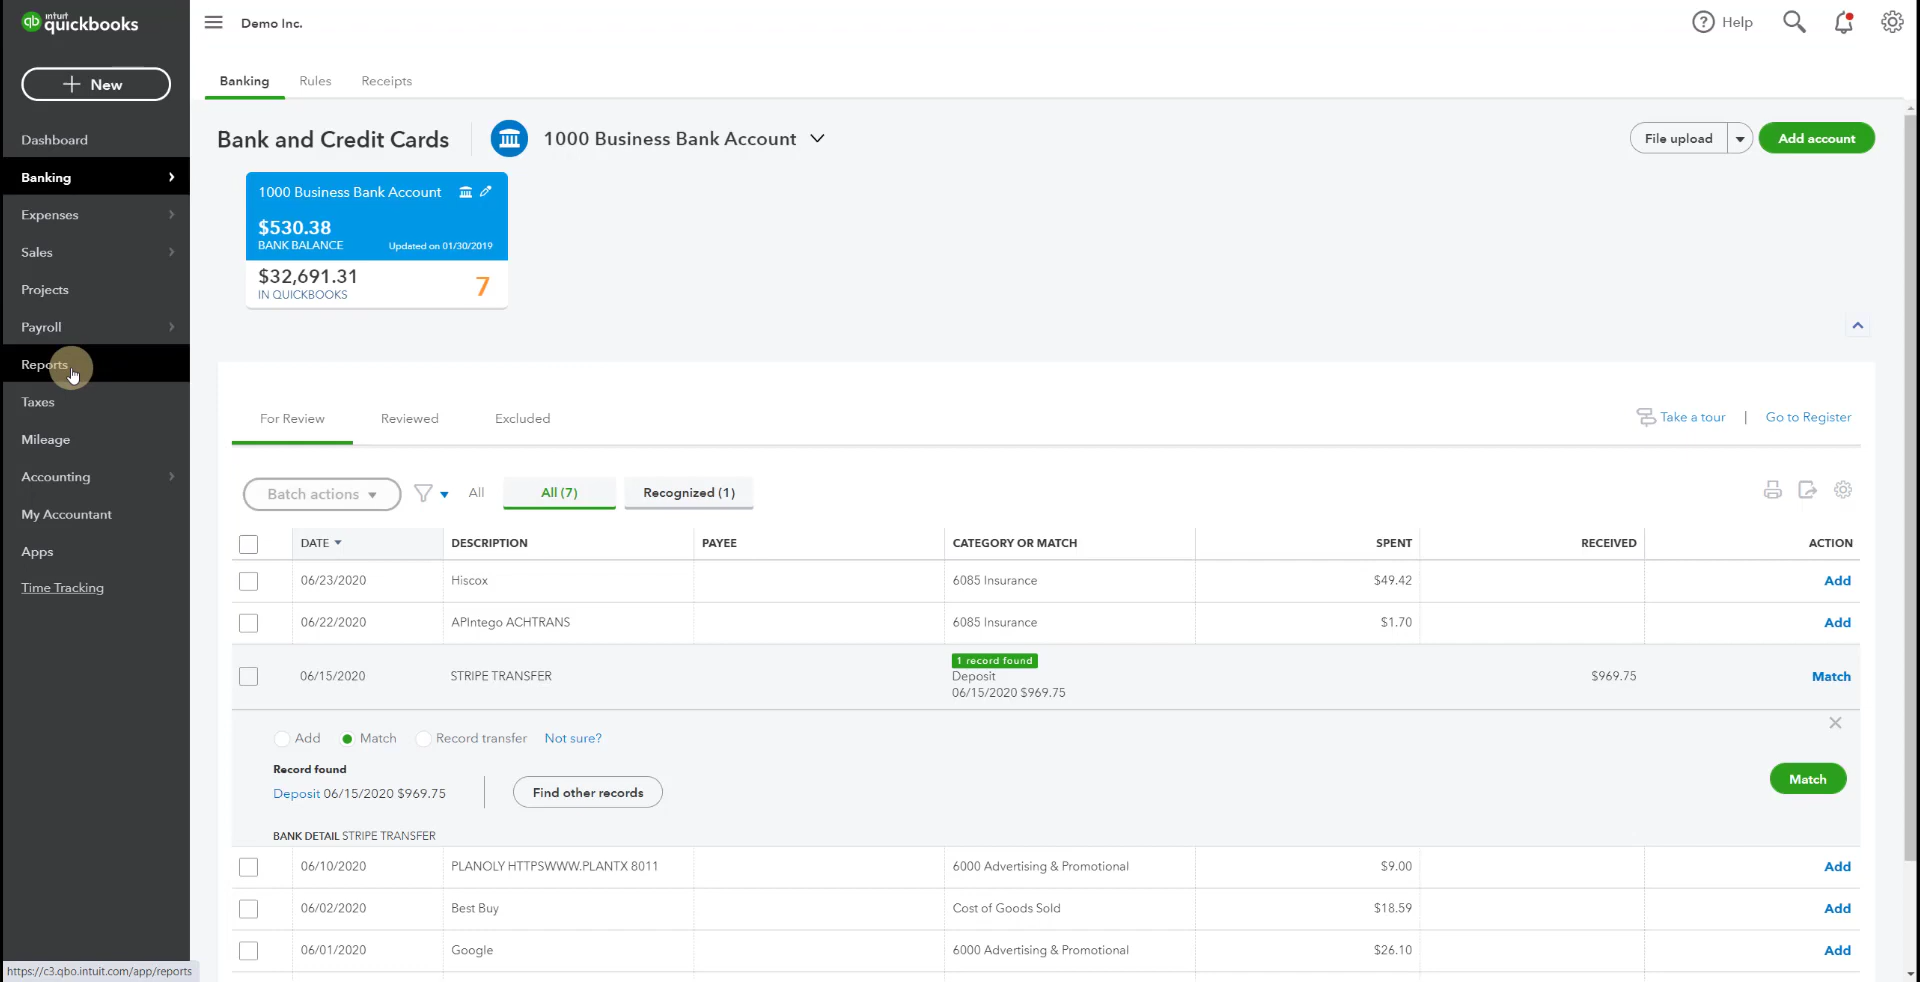 intuit
qb quickbooks
Demo Inc.
Help
New
Banking
Rules
Receipts
Dashboard
Banking
Expenses
Sales
Projects
Payroll
Reports
Taxes
Mileage
Accounting
My Accountant
Apps
Time Tracking
https://c3.qbo.intuit.com/app/reports
Bank and Credit Cards
1000 Business Bank Account
File upload
Add account
1000 Business Bank Account
$530.38
BANK BALANCE Updated on 01/30/2019
$32,691.31
IN QUICKBOOKS
7
For Review Reviewed Excluded
Take a tour | Go to Register
Batch actions All All (7) Recognized (1)
DATE DESCRIPTION PAYEE CATEGORY OR MATCH SPENT RECEIVED ACTION
06/23/2020 Hiscox 6085 Insurance $49.42 Add
06/22/2020 APIntego ACHTRANS 6085 Insurance $1.70 Add
1 record found
06/15/2020 STRIPE TRANSFER Deposit $969.75 Match
06/15/2020 $969.75
Add Match Record transfer Not sure?
Record found
Deposit 06/15/2020 $969.75
Find other records
Match
BANK DETAIL STRIPE TRANSFER
06/10/2020 PLANOLY HTTPSWWW.PLANTX 8011 6000 Advertising & Promotional $9.00 Add
06/02/2020 Best Buy Cost of Goods Sold $18.59 Add
06/01/2020 Google 6000 Advertising & Promotional $26.10 Add